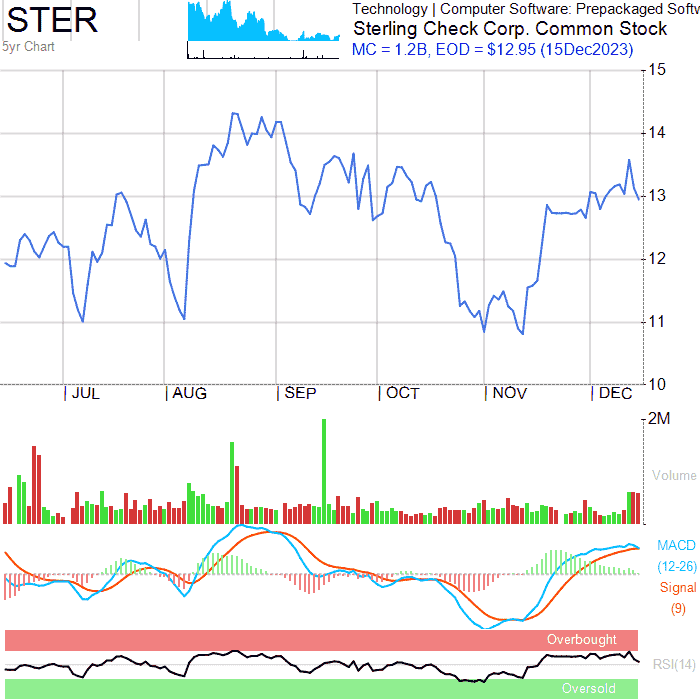 STER
5yr Chart
Technology | Computer Software: Prepackaged Softw
Sterling Check Corp. Common Stock
MC = 1.2B, EOD = $12.95 (15Dec2023)
15
14
13
12
11
10
| JUL | AUG | SEP | OCT | NOV | DEC
2M
Volume
MACD
(12-26)
Signal
(9)
Overbought
RSI(14)
Oversold